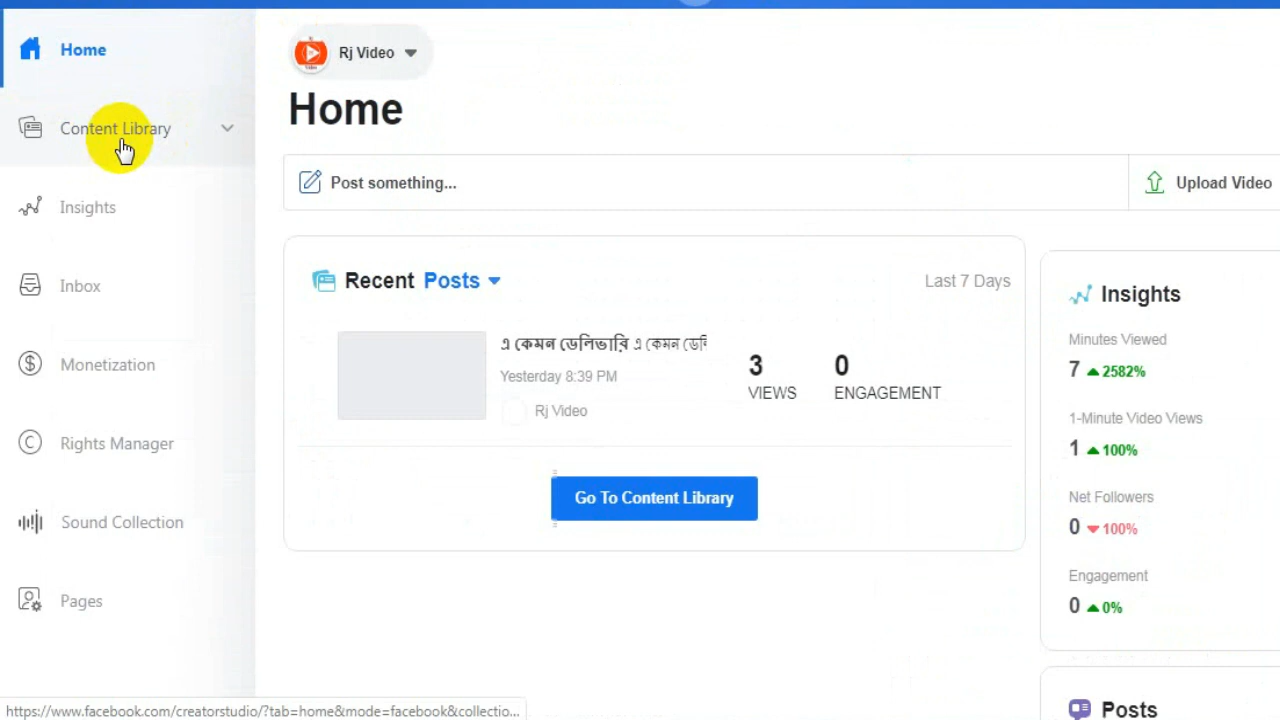 Home
Content Library
Insights
Inbox
Monetization
Rights Manager
Sound Collection
Pages
Rj Video
Home
Post something...
Upload Video
Recent Posts
Last 7 Days
এ কেমন ডেলিভারি এ কেমন ডেলি
Yesterday 8:39 PM
Rj Video
3
VIEWS
0
ENGAGEMENT
Go To Content Library
Insights
Minutes Viewed
7 2582%
1-Minute Video Views
1 100%
Net Followers
0 100%
Engagement
0 0%
Posts
https://www.facebook.com/creatorstudio/?tab=home&mode=facebook&collectio...